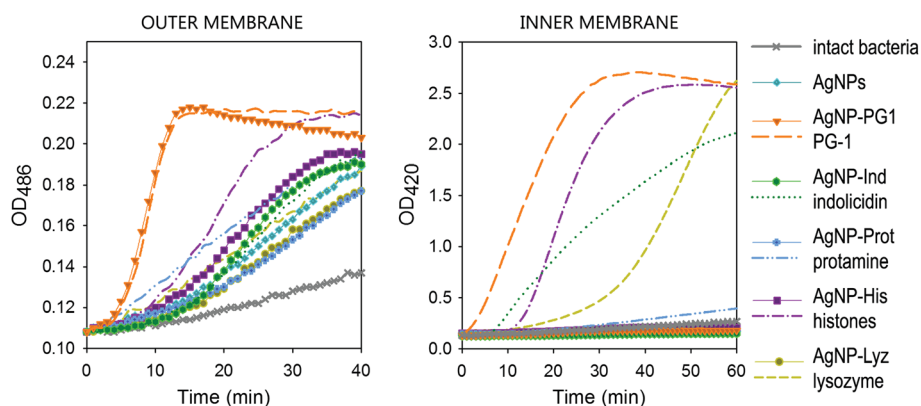 OUTER MEMBRANE
OD486
0.24
0.22
0.20
0.18
0.16
0.14
0.12
0.10
0
10
20
30
40
Time (min)
INNER MEMBRANE
OD420
3.0
2.5
2.0
1.5
1.0
0.5
0.0
0
10
20
30
40
50
60
Time (min)
intact bacteria
AgNPs
AgNP-PG1
PG-1
AgNP-Ind
indolicidin
AgNP-Prot
protamine
AgNP-His
histones
AgNP-Lyz
lysozyme